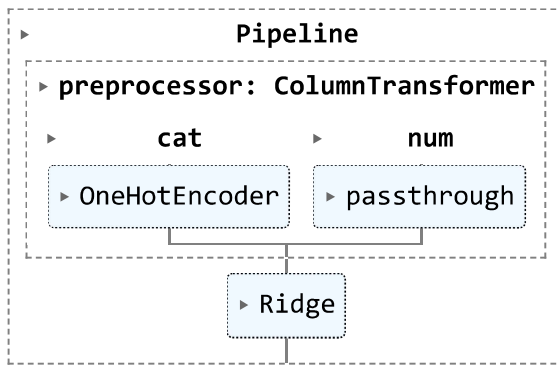 Pipeline
preprocessor: ColumnTransformer
cat num
OneHotEncoder passthrough
Ridge